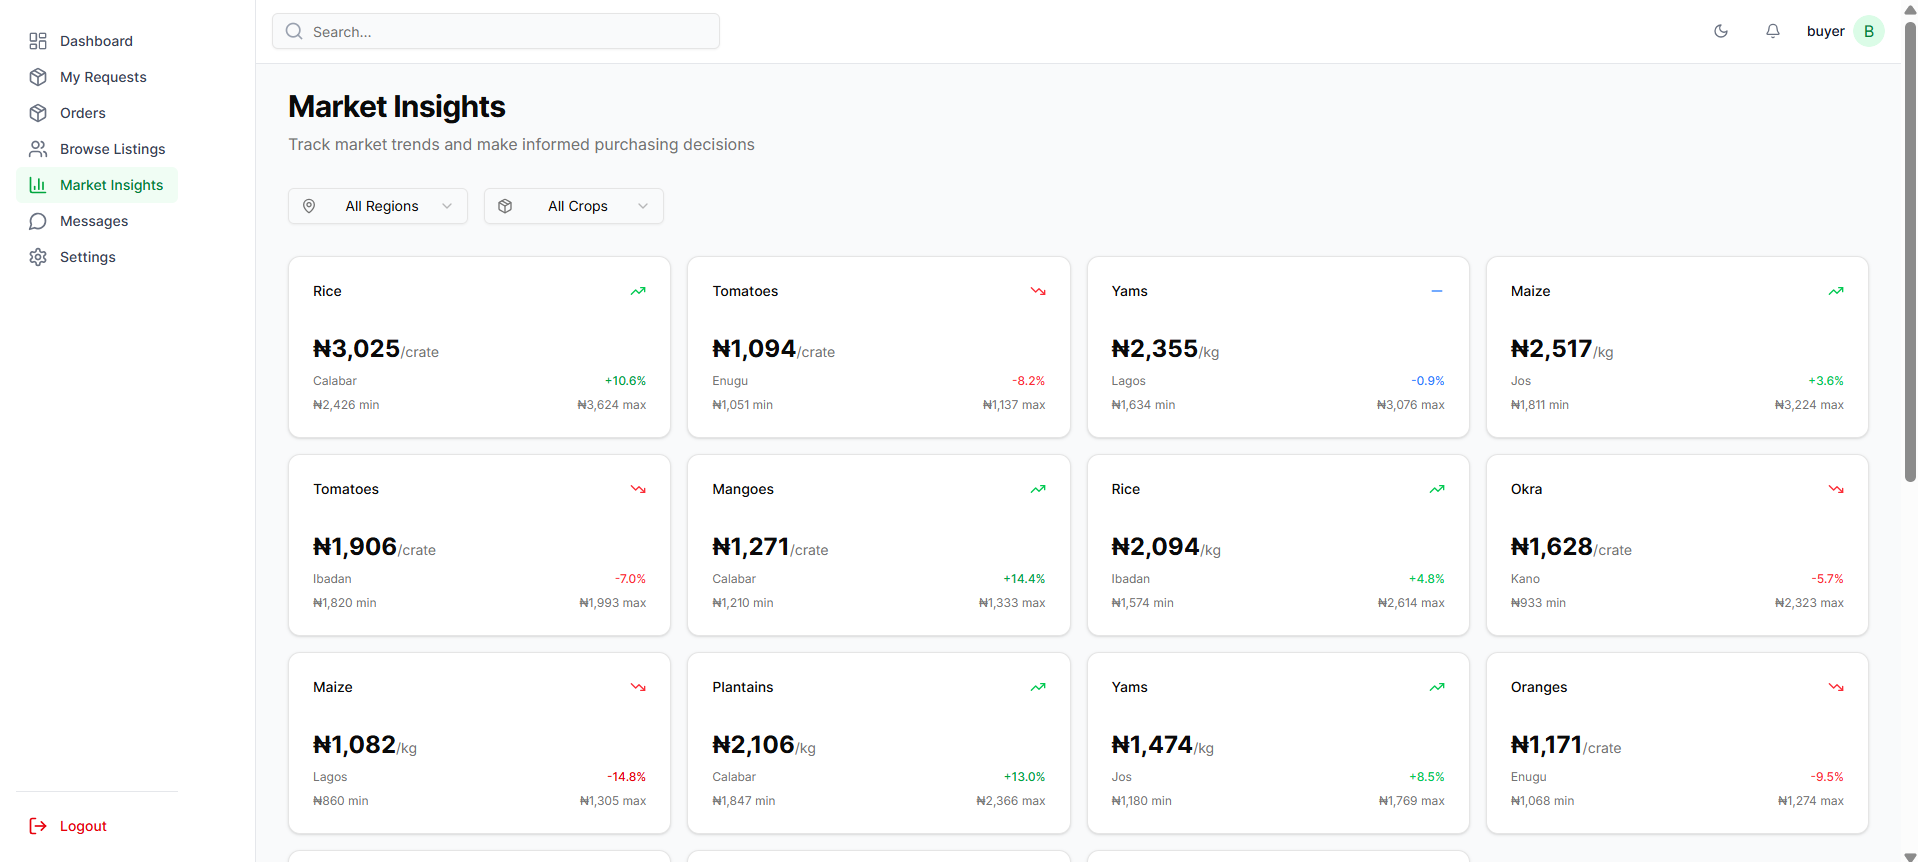 Dashboard
My Requests
Orders
Browse Listings
Market Insights
Messages
Settings
Logout
Search...
buyer B
Market Insights
Track market trends and make informed purchasing decisions
All Regions
All Crops
Rice
₦3,025/crate
Calabar +10.6%
₦2,426 min ₦3,624 max
Tomatoes
₦1,094/crate
Enugu -8.2%
₦1,051 min ₦1,137 max
Yams
₦2,355/kg
Lagos -0.9%
₦1,634 min ₦3,076 max
Maize
₦2,517/kg
Jos +3.6%
₦1,811 min ₦3,224 max
Tomatoes
₦1,906/crate
Ibadan -7.0%
₦1,820 min ₦1,993 max
Mangoes
₦1,271/crate
Calabar +14.4%
₦1,210 min ₦1,333 max
Rice
₦2,094/kg
Ibadan +4.8%
₦1,574 min ₦2,614 max
Okra
₦1,628/crate
Kano -5.7%
₦933 min ₦2,323 max
Maize
₦1,082/kg
Lagos -14.8%
₦860 min ₦1,305 max
Plantains
₦2,106/kg
Calabar +13.0%
₦1,847 min ₦2,366 max
Yams
₦1,474/kg
Jos +8.5%
₦1,180 min ₦1,769 max
Oranges
₦1,171/crate
Enugu -9.5%
₦1,068 min ₦1,274 max